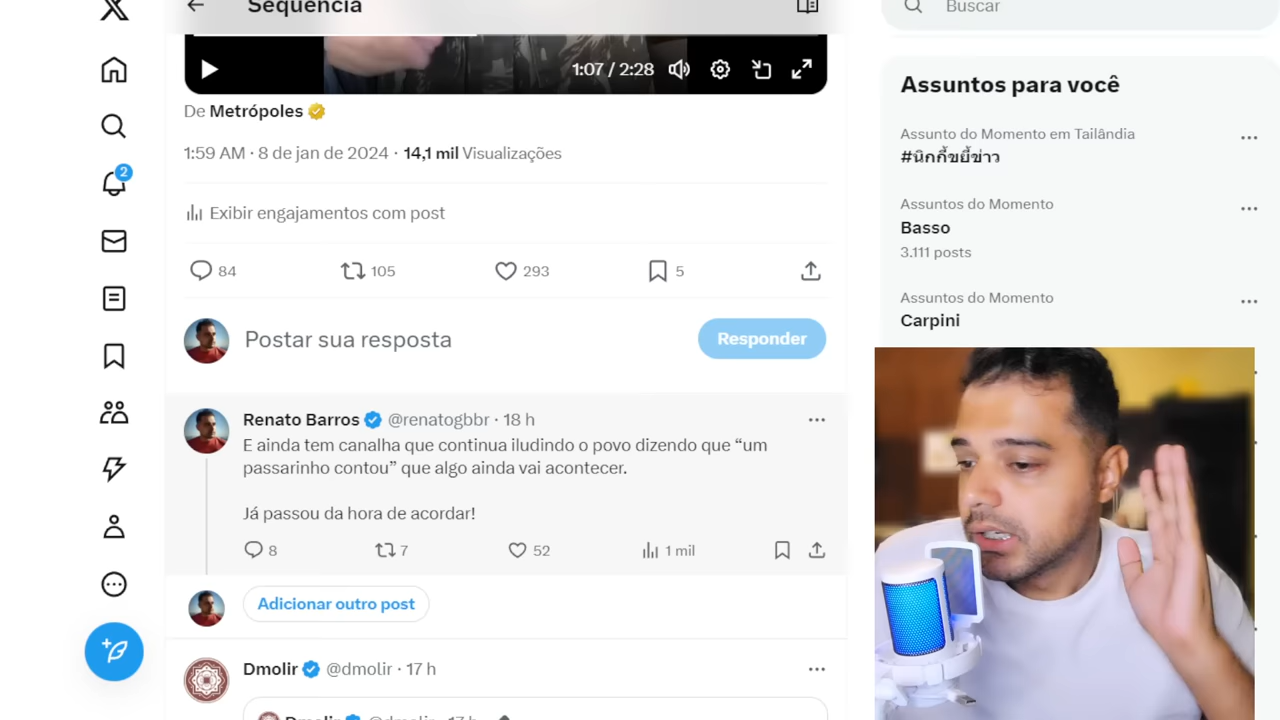 Sequência
Buscar
1:07 / 2:28
De Metrópoles
1:59 AM · 8 de jan de 2024 · 14,1 mil Visualizações
Exibir engajamentos com post
84
105
293
5
Postar sua resposta
Responder
Renato Barros @renatogbbr · 18 h
E ainda tem canalha que continua iludindo o povo dizendo que “um
passarinho contou” que algo ainda vai acontecer.
Já passou da hora de acordar!
8
7
52
1 mil
Adicionar outro post
Dmolir @dmolir · 17 h
Dmolir @dmolir · 17 h
2
Assuntos para você
Assunto do Momento em Tailândia
#นิกกี้ขยี้ข่าว
Assuntos do Momento
Basso
3.111 posts
Assuntos do Momento
Carpini